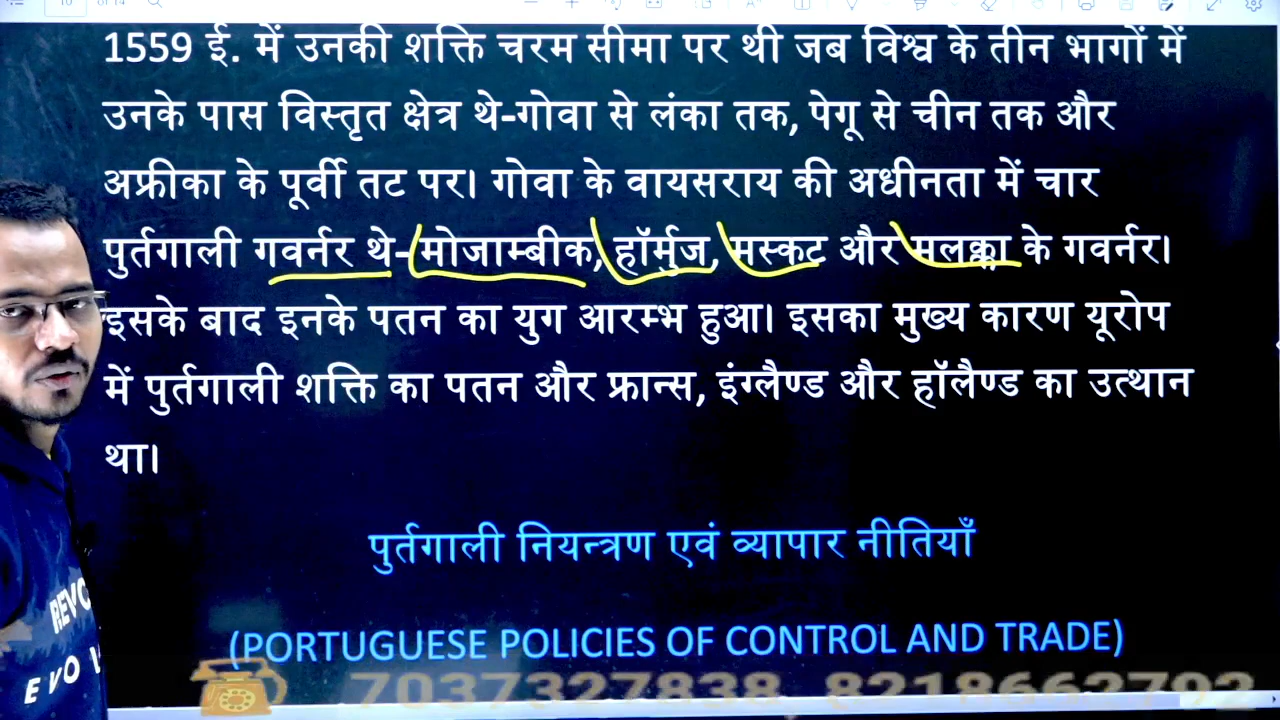 1559 ई. में उनकी शक्ति चरम सीमा पर थी जब विश्व के तीन भागों में
उनके पास विस्तृत क्षेत्र थे-गोवा से लंका तक, पेगू से चीन तक और
अफ्रीका के पूर्वी तट पर। गोवा के वायसराय की अधीनता में चार
पुर्तगाली गवर्नर थे-मोजाम्बीक, हॉर्मुज, मस्कट और मलक्का के गवर्नर।
इसके बाद इनके पतन का युग आरम्भ हुआ। इसका मुख्य कारण यूरोप
में पुर्तगाली शक्ति का पतन और फ्रान्स, इंग्लैण्ड और हॉलैण्ड का उत्थान
था।
पुर्तगाली नियन्त्रण एवं व्यापार नीतियाँ
(PORTUGUESE POLICIES OF CONTROL AND TRADE)
7037327838, 8218662792